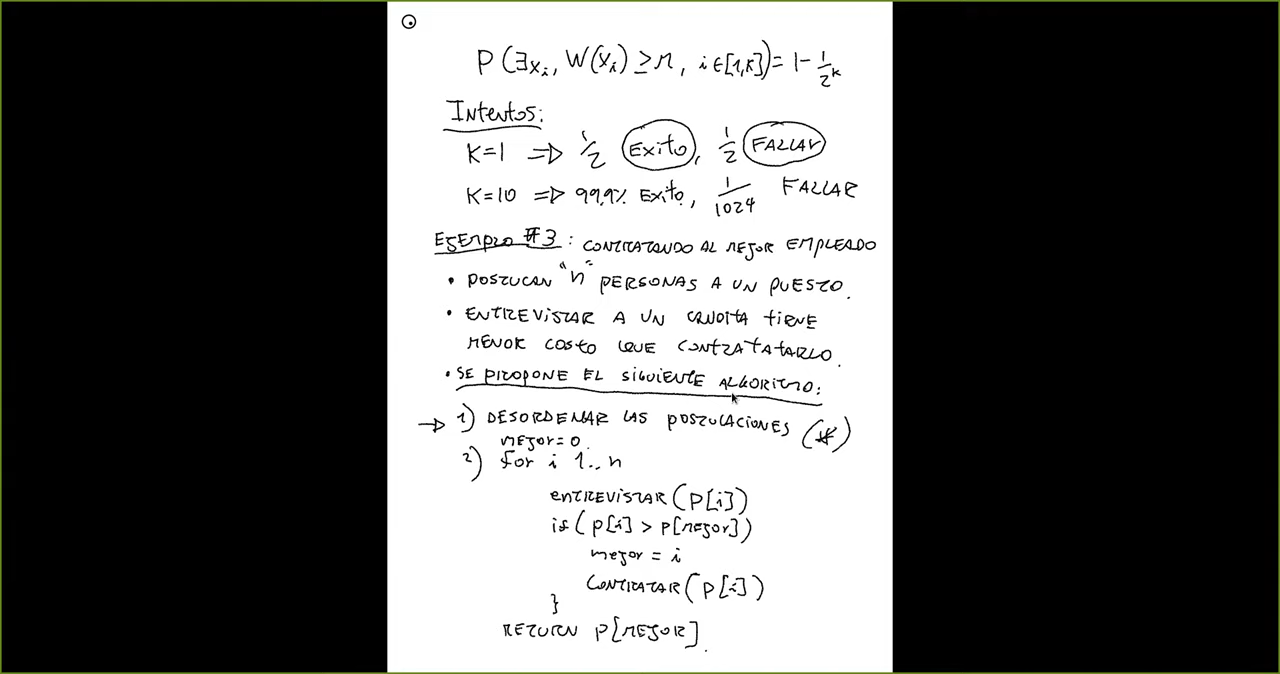 P(∃xᵢ, W(xᵢ) ≥ m, i∈[1,K]) = 1 - 1/2ᵏ
Intentos:
K=1 ⇒ 1/2 Exito, 1/2 FALLAR
K=10 ⇒ 99.9% Exito, 1/1024 FALLAR
EJEMPLO #3: CONTRATANDO AL MEJOR EMPLEADO
• POSTULAN "n" PERSONAS A UN PUESTO.
• ENTREVISTAR A UN CANDITA TIENE
MENOR COSTO QUE CONTRATATARLO.
• SE PROPONE EL SIGUIENTE ALGORITMO:
→ 1) DESORDENAR LAS POSTULACIONES (*)
MEJOR=0
2) for i 1..n
ENTREVISTAR(P[i])
if(P[i] > P[MEJOR])
MEJOR = i
CONTRATAR(P[i])
}
RETURN P[MEJOR].